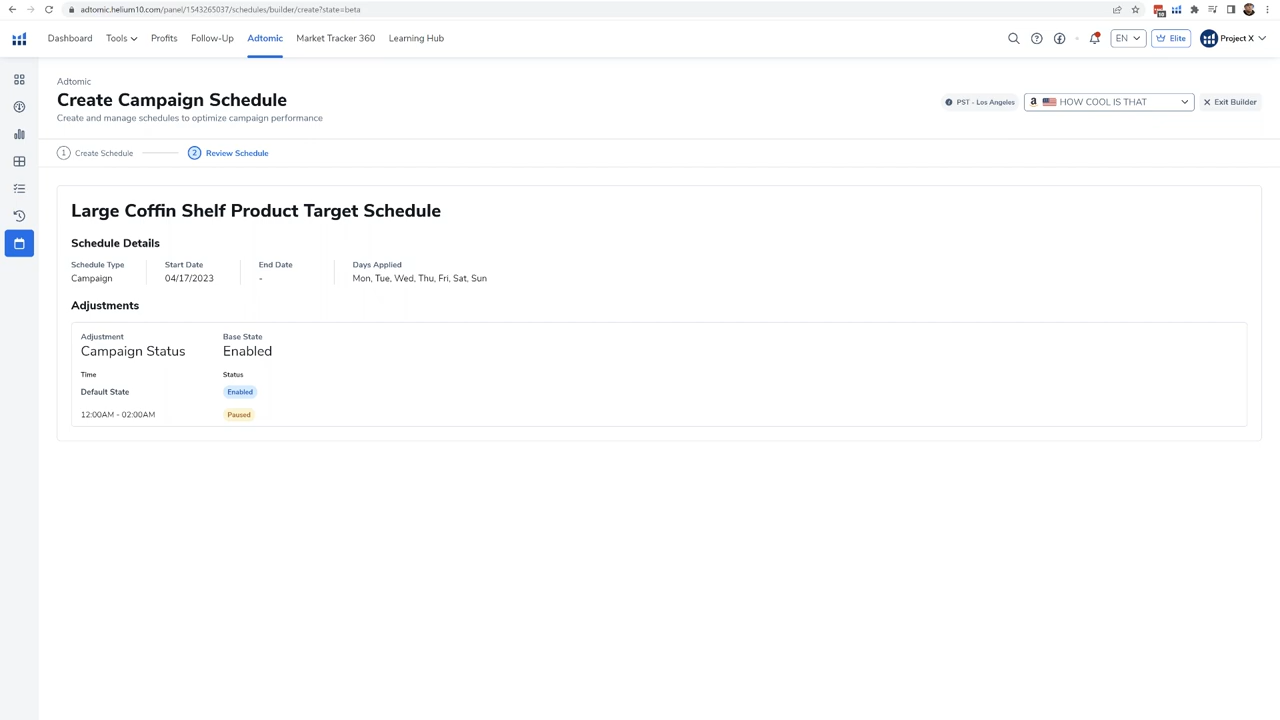 adtomic.helium10.com/panel/1543265037/schedules/builder/create?state=beta
Dashboard Tools Profits Follow-Up Adtomic Market Tracker 360 Learning Hub EN Elite Project X
Adtomic
Create Campaign Schedule
Create and manage schedules to optimize campaign performance
PST - Los Angeles a HOW COOL IS THAT Exit Builder
1 Create Schedule 2 Review Schedule
Large Coffin Shelf Product Target Schedule
Schedule Details
Schedule Type Start Date End Date Days Applied
Campaign 04/17/2023 - Mon, Tue, Wed, Thu, Fri, Sat, Sun
Adjustments
Adjustment Base State
Campaign Status Enabled
Time Status
Default State Enabled
12:00AM - 02:00AM Paused